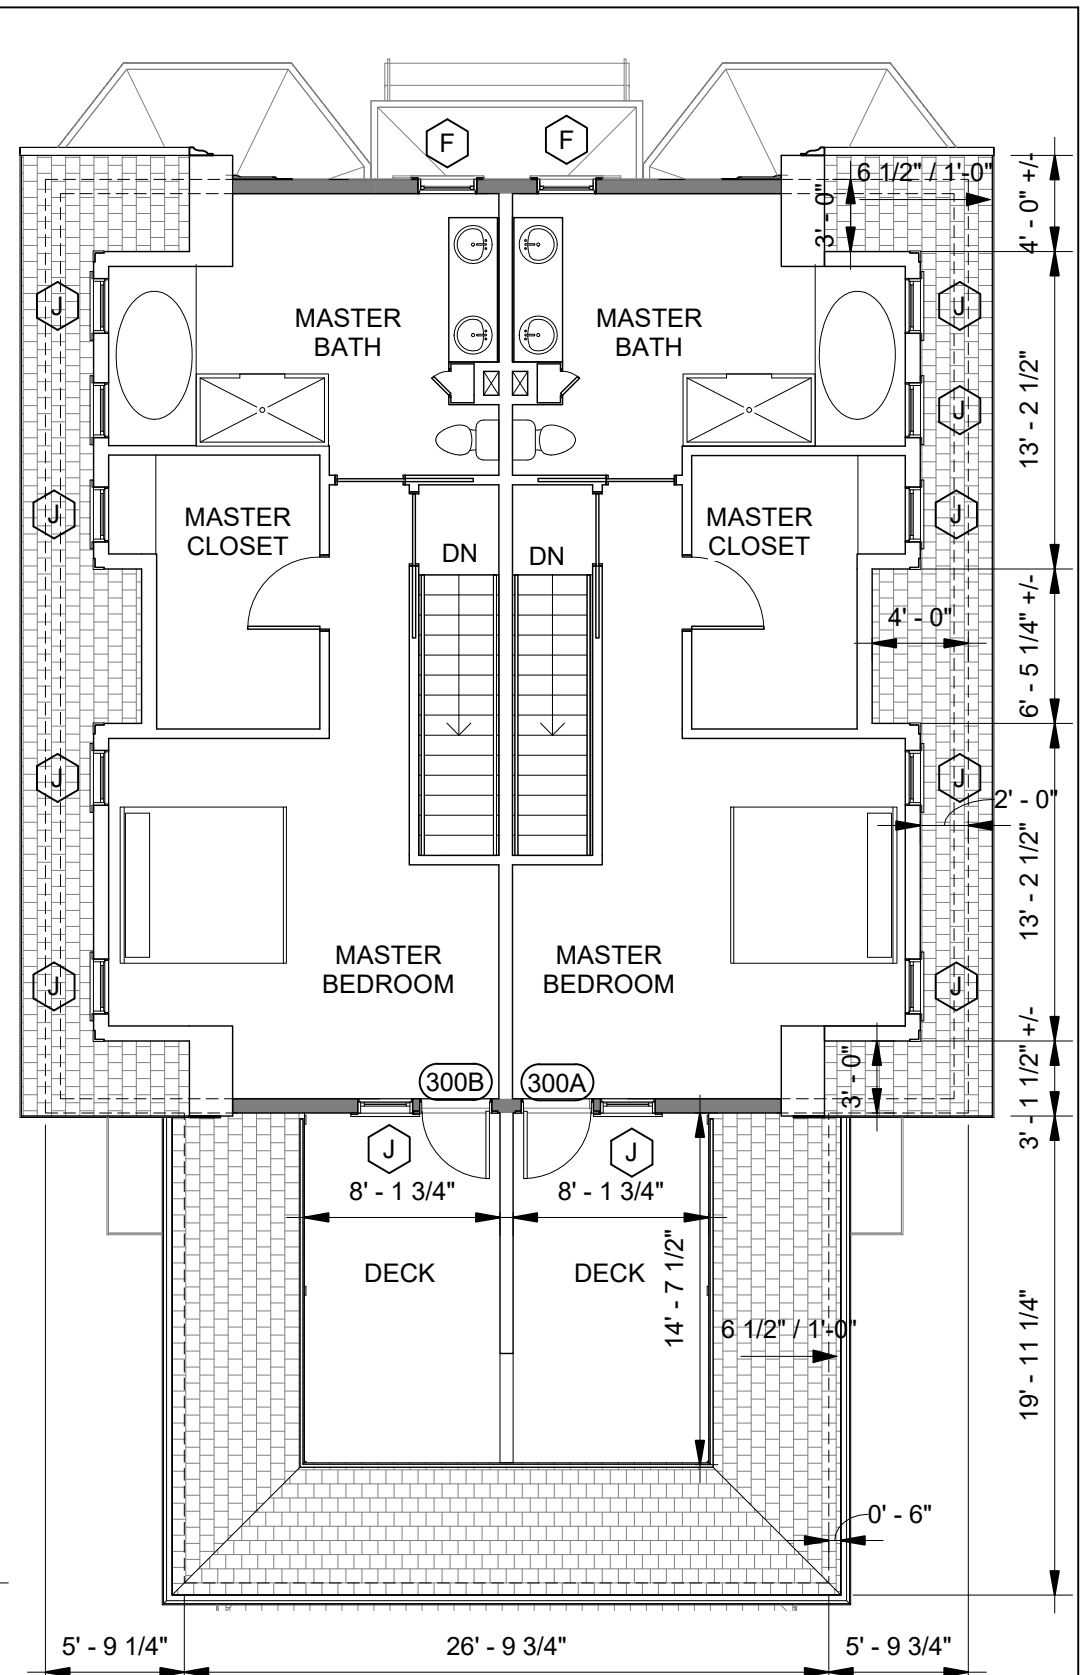 F
F
6 1/2" / 1'-0"
3' - 0"
4' - 0" +/-
J
MASTER
BATH
MASTER
BATH
J
J
13' - 2 1/2"
J
MASTER
CLOSET
MASTER
CLOSET
J
DN
DN
4' - 0"
6' - 5 1/4" +/-
J
J
2' - 0"
13' - 2 1/2"
MASTER
BEDROOM
MASTER
BEDROOM
J
J
300B
300A
3' - 0"
3' - 1 1/2" +/-
J
J
8' - 1 3/4"
8' - 1 3/4"
DECK
DECK
14' - 7 1/2"
6 1/2" / 1'-0"
19' - 11 1/4"
0' - 6"
5' - 9 1/4"
26' - 9 3/4"
5' - 9 3/4"